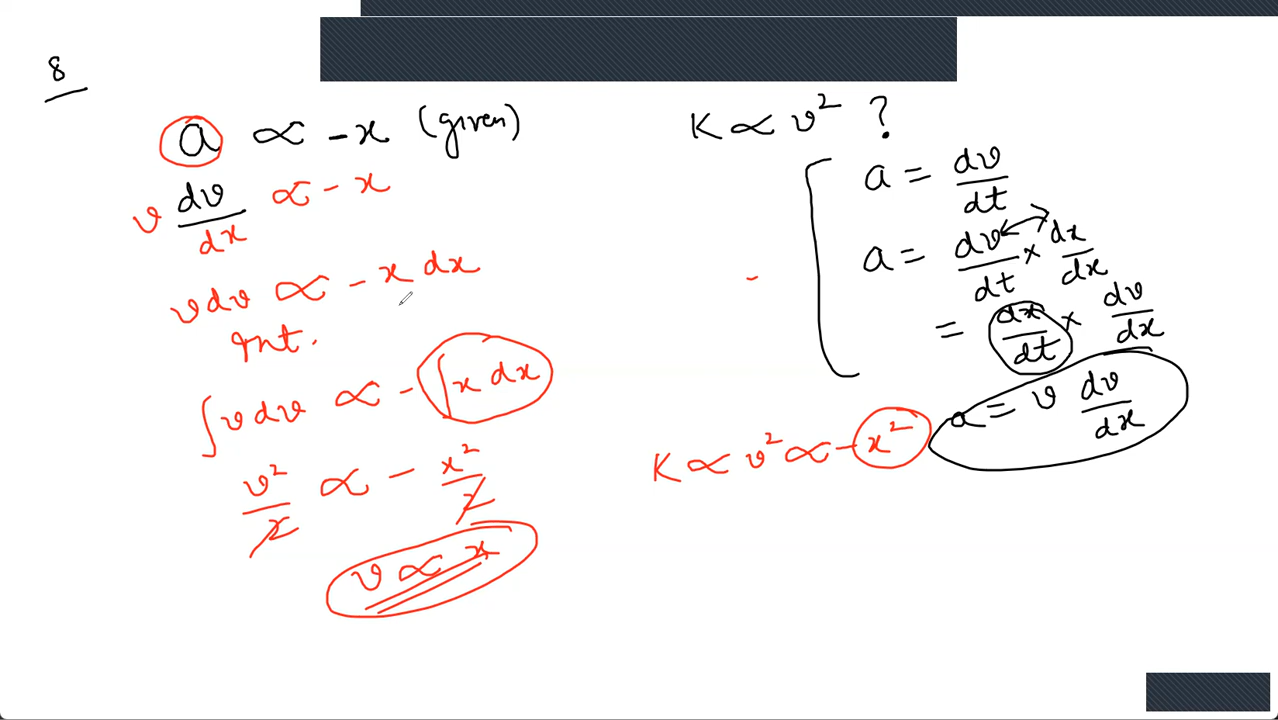 8
a ∝ -x (given)
v dv/dx ∝ -x
v dv ∝ -x dx
Int.
∫ v dv ∝ -∫ x dx
v²/2 ∝ - x²/2
v ∝ x
K ∝ v² ?
a = dv/dt
a = dv/dt × dx/dx
= dx/dt × dv/dx
a = v dv/dx
K ∝ v² ∝ -x²